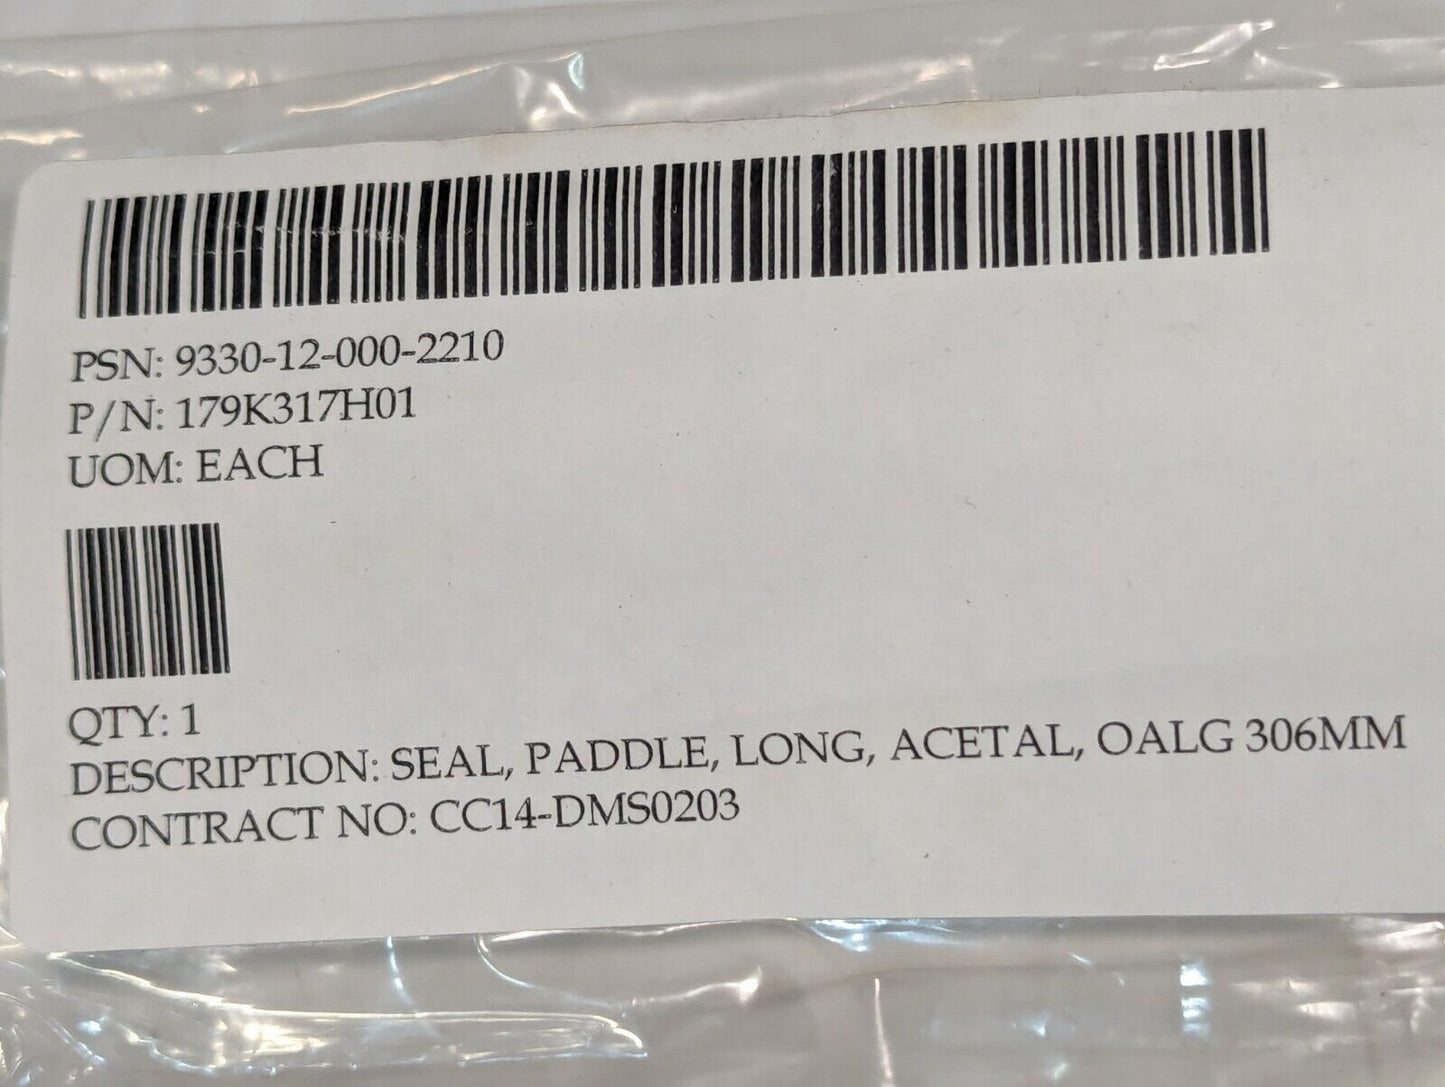 PSN: 9330-12-000-2210
P/N: 179K317H01
UOM: EACH
QTY: 1
DESCRIPTION: SEAL, PADDLE, LONG, ACETAL, OALG 306MM
CONTRACT NO: CC14-DMS0203